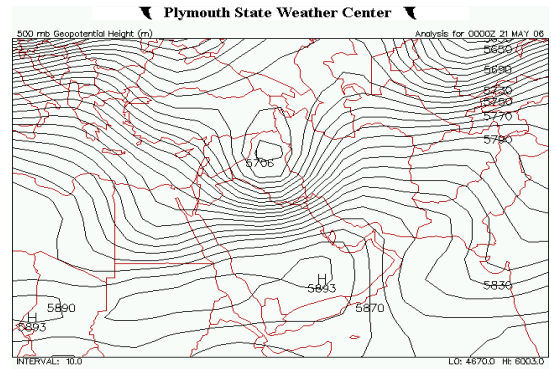 Plymouth State Weather Center
500 mb Geopotential Height (m) Analysis for 0000Z 21 MAY 06
5650
5690
5730
5750
5770
5790
5706
H
5893
5890
H
5893
5870
5830
INTERVAL: 10.0 LO: 4670.0 HI: 6003.0